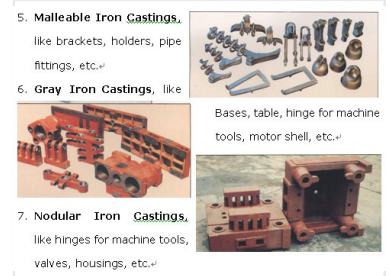 5. Malleable Iron Castings,
like brackets, holders, pipe
fittings, etc.
6. Gray Iron Castings, like
Bases, table, hinge for machine
tools, motor shell, etc.
7. Nodular Iron Castings,
like hinges for machine tools,
valves, housings, etc.